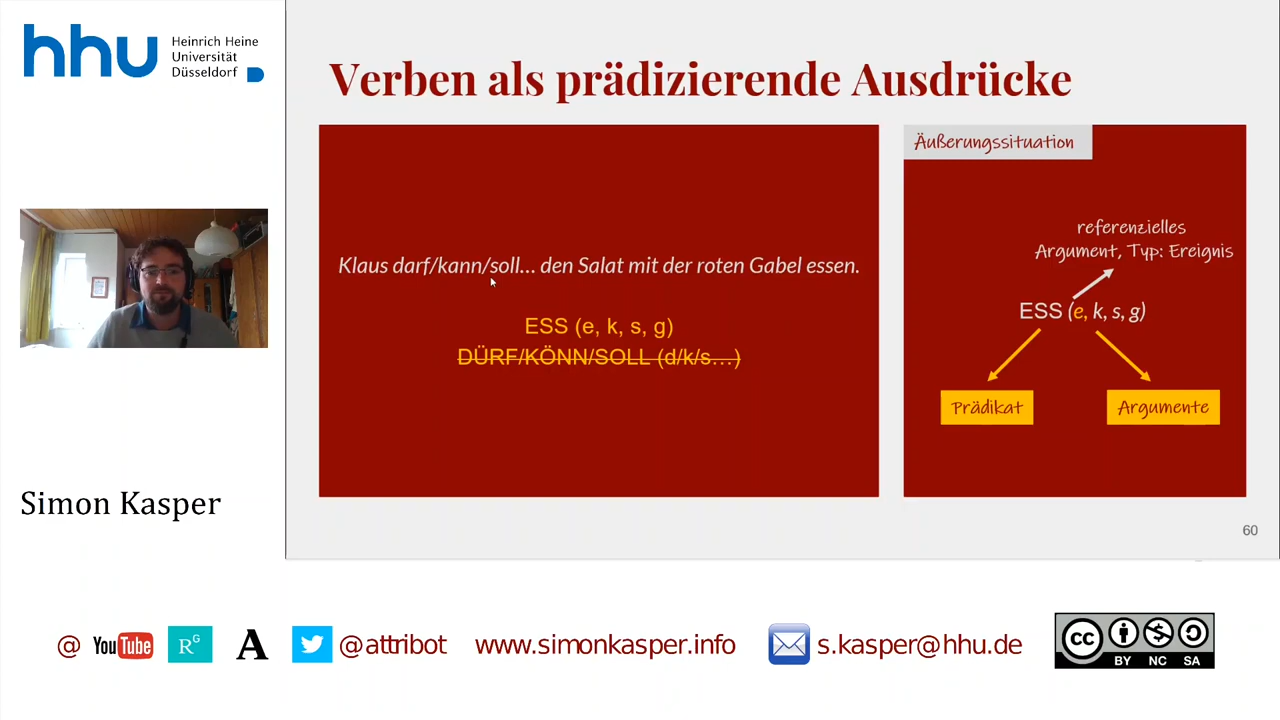 hhu Heinrich Heine
Universität
Düsseldorf
Verben als prädizierende Ausdrücke
Klaus darf/kann/soll... den Salat mit der roten Gabel essen.
ESS (e, k, s, g)
DÜRF/KÖNN/SOLL (d/k/s...)
Äußerungssituation
referenzielles
Argument, Typ: Ereignis
ESS (e, k, s, g)
Prädikat
Argumente
60
Simon Kasper
@ YouTube RG A @attribot www.simonkasper.info s.kasper@hhu.de
cc BY NC SA